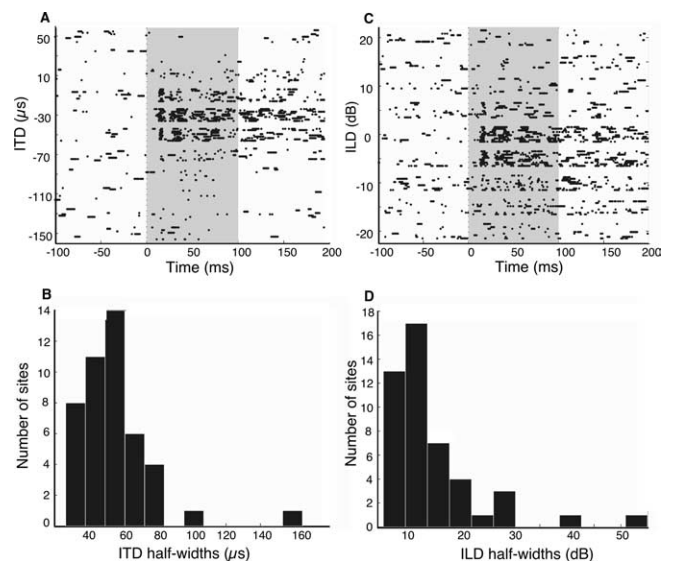 A
50
10
-30
-70
-110
-150
ITD (µs)
-100 -50 0 50 100 150 200
Time (ms)
C
20
10
0
-10
-20
ILD (dB)
-100 -50 0 50 100 150 200
Time (ms)
B
14
12
10
8
6
4
2
0
Number of sites
40 60 80 100 120 140 160
ITD half-widths (µs)
D
18
16
14
12
10
8
6
4
2
0
Number of sites
10 20 30 40 50
ILD half-widths (dB)